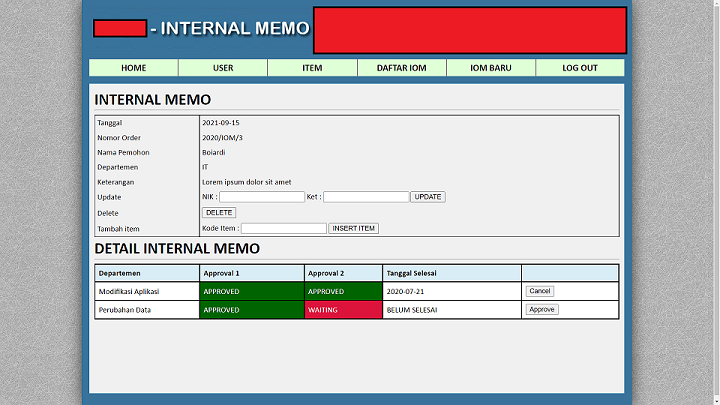 - INTERNAL MEMO
HOME USER ITEM DAFTAR IOM IOM BARU LOG OUT
INTERNAL MEMO
Tanggal 2021-09-15
Nomor Order 2020/IOM/3
Nama Pemohon Boiardi
Departemen IT
Keterangan Lorem ipsum dolor sit amet
Update NIK : Ket : UPDATE
Delete DELETE
Tambah item Kode Item : INSERT ITEM
DETAIL INTERNAL MEMO
Departemen Approval 1 Approval 2 Tanggal Selesai
Modifikasi Aplikasi APPROVED APPROVED 2020-07-21 Cancel
Perubahan Data APPROVED WAITING BELUM SELESAI Approve